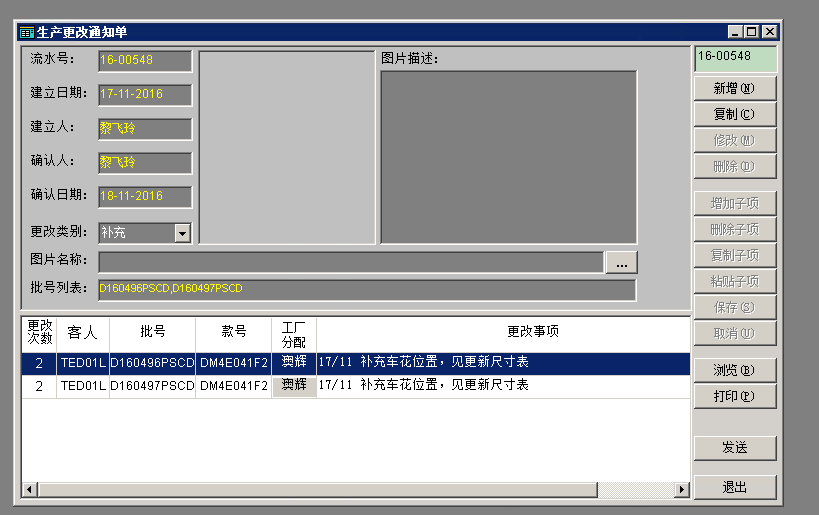 生产更改通知单
流水号： 16-00548
图片描述：
16-00548
建立日期： 17-11-2016
建立人： 黎飞玲
确认人： 黎飞玲
确认日期： 18-11-2016
更改类别： 补充
图片名称： ...
批号列表： D160496PSCD,D160497PSCD
新增(N)
复制(C)
修改(M)
删除(D)
增加子项
删除子项
复制子项
粘贴子项
保存(S)
取消(U)
浏览(B)
打印(P)
发送
退出
更改次数 客人 批号 款号 工厂分配 更改事项
2 TED01L D160496PSCD DM4E041F2 澳辉 17/11 补充车花位置，见更新尺寸表
2 TED01L D160497PSCD DM4E041F2 澳辉 17/11 补充车花位置，见更新尺寸表